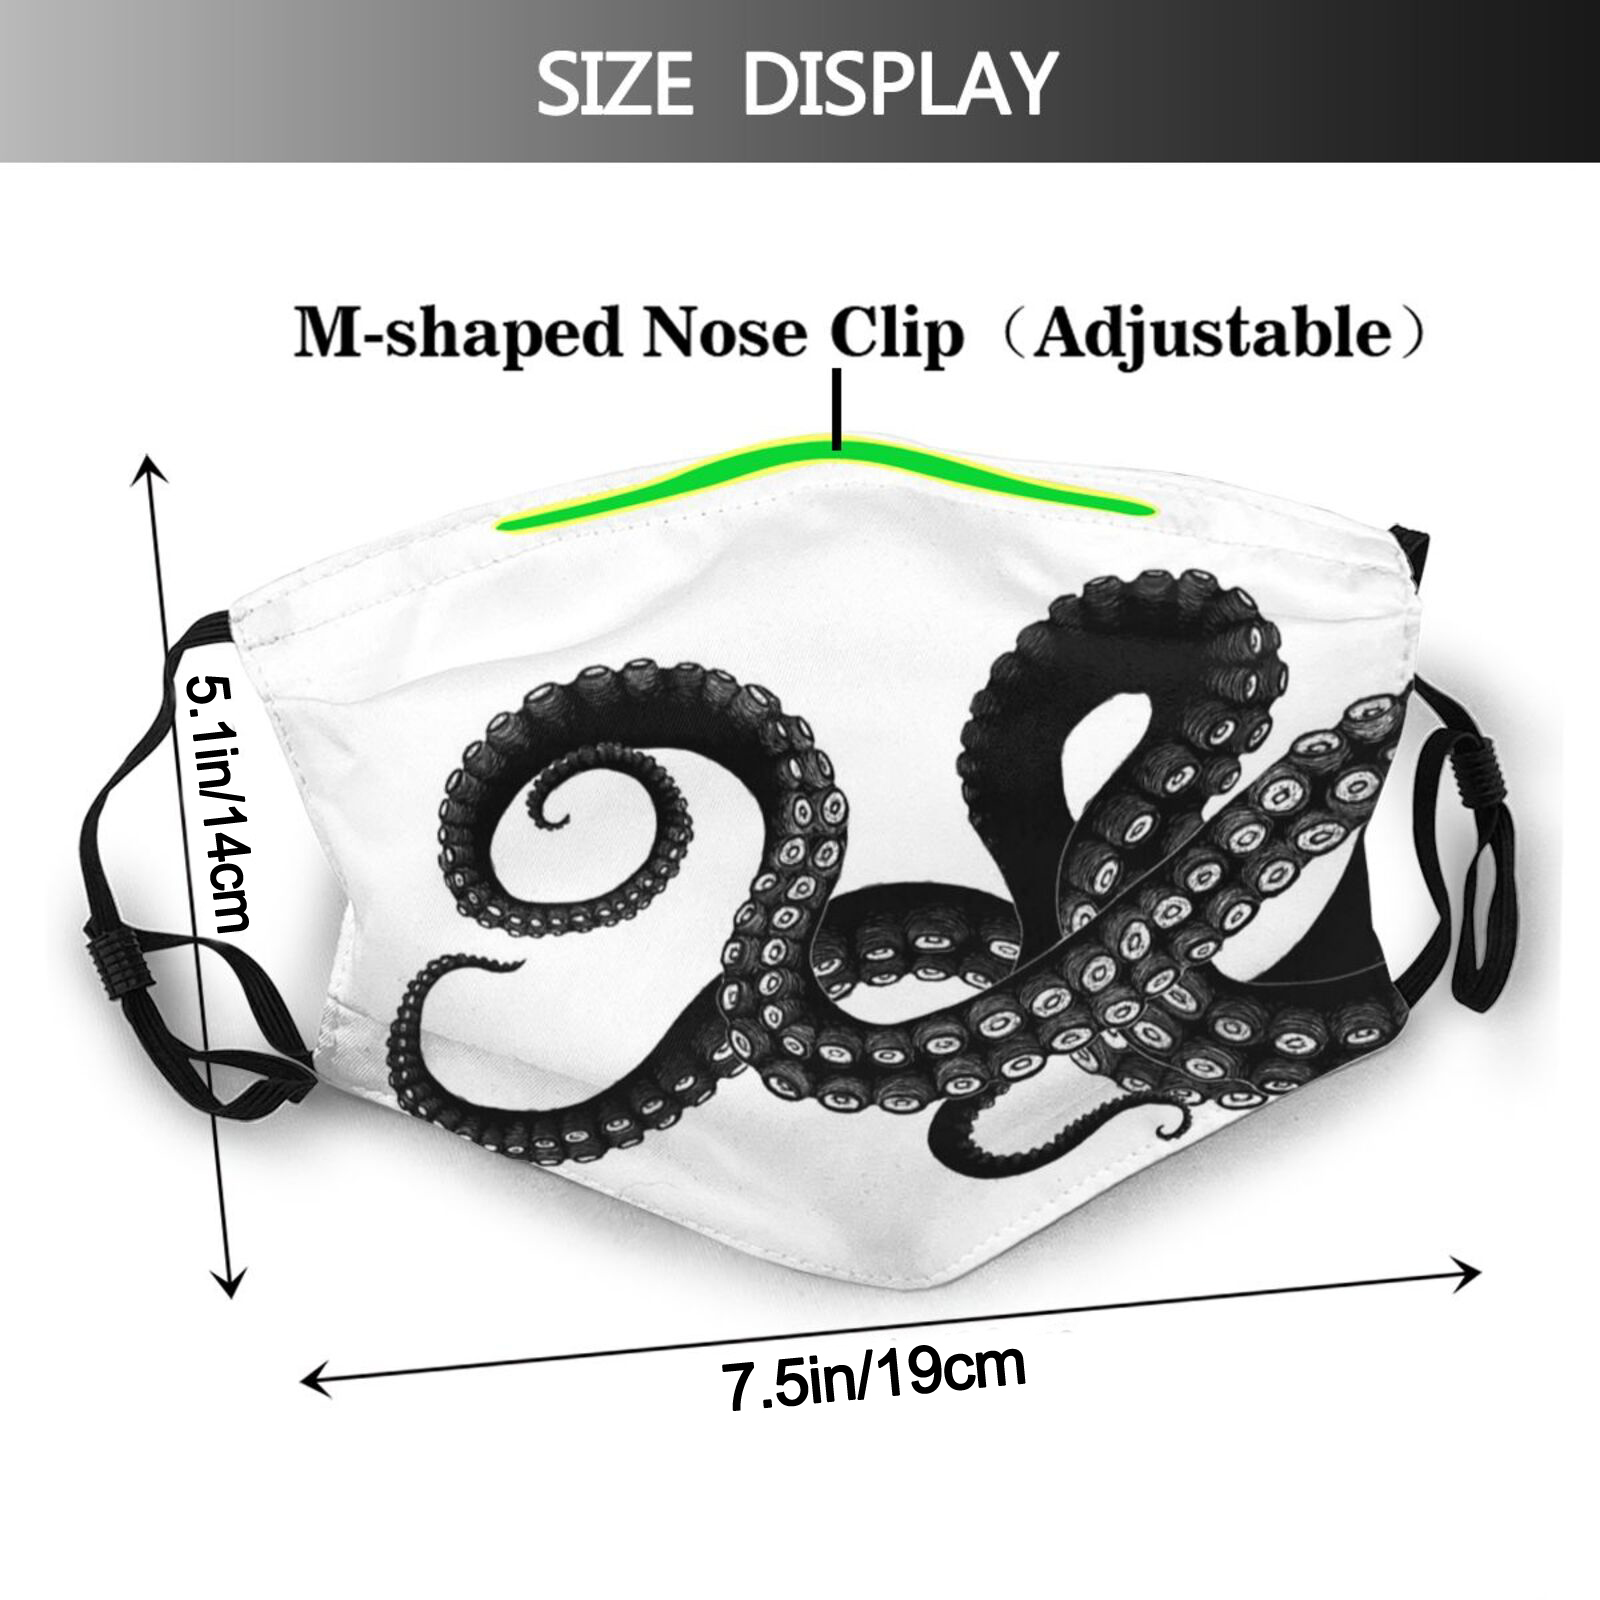 SIZE DISPLAY
M-shaped Nose Clip（Adjustable）
5.1in/14cm
7.5in/19cm